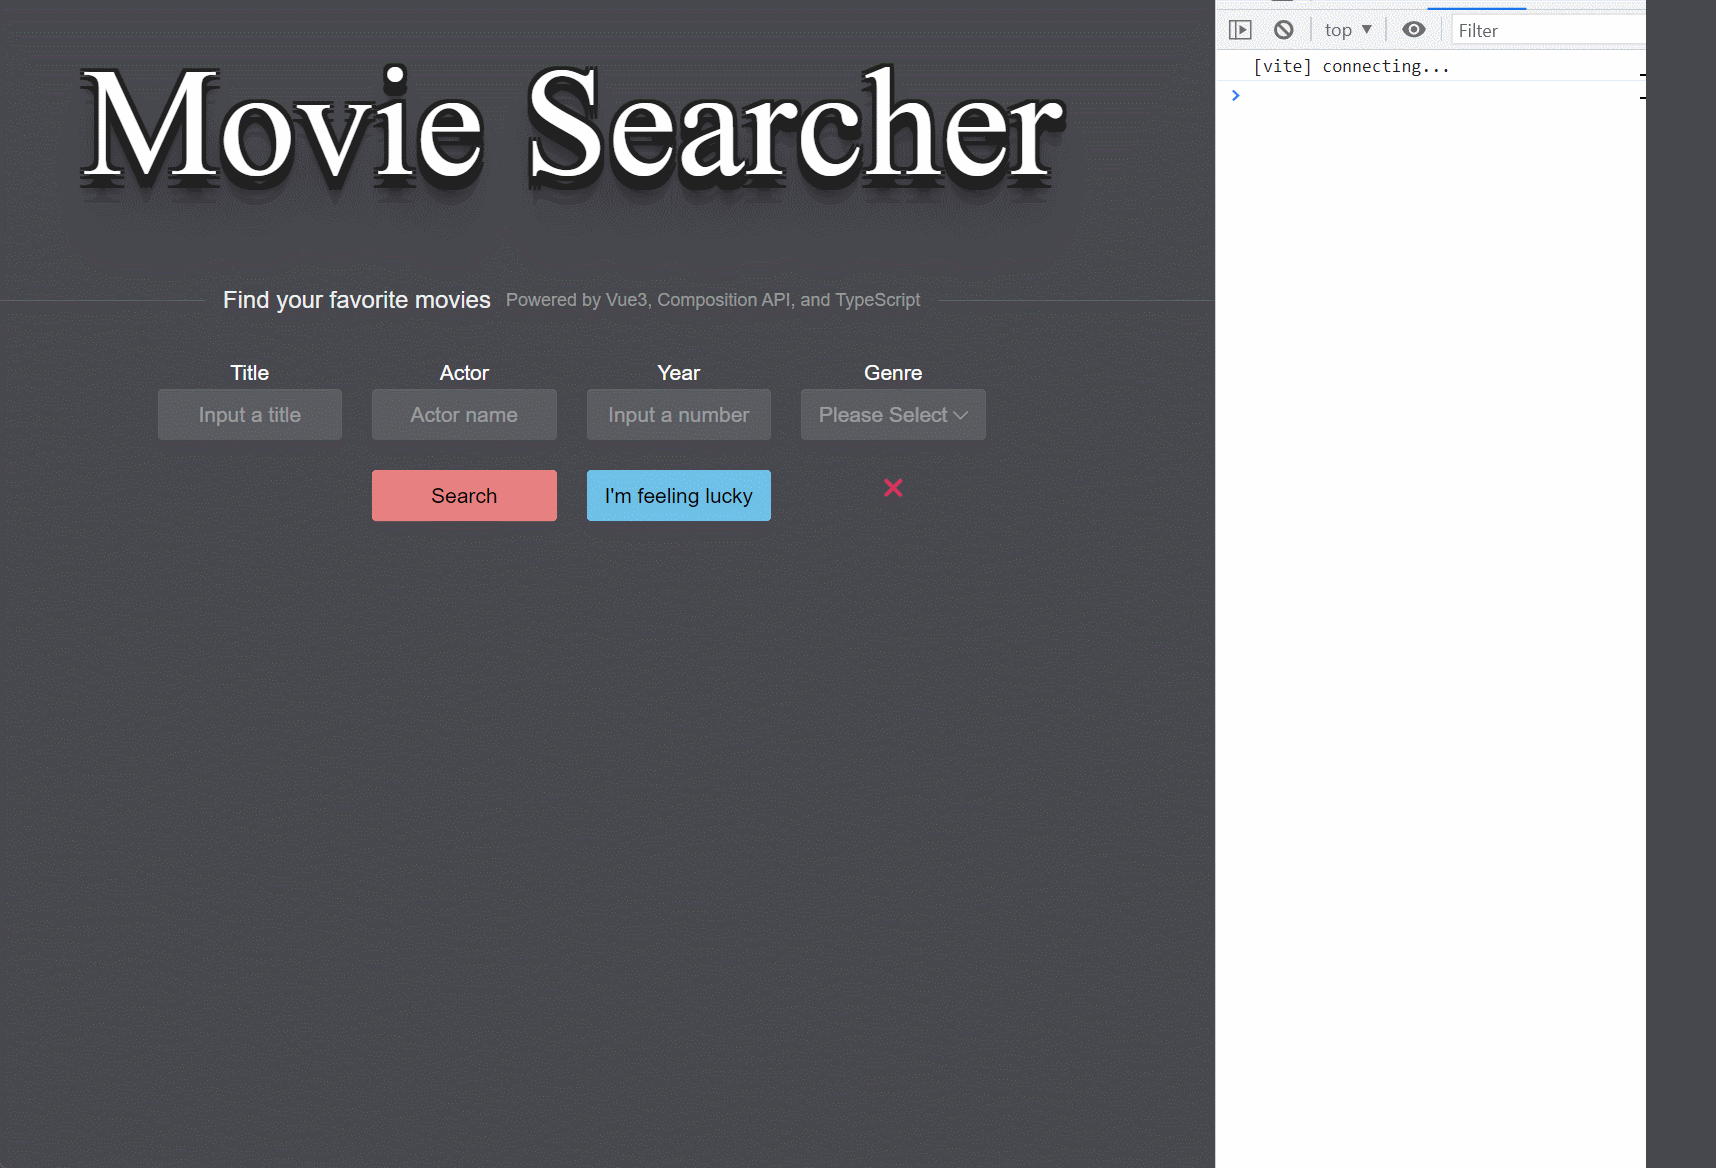 Movie Searcher
Find your favorite movies Powered by Vue3, Composition API, and TypeScript
Title Actor Year Genre
Input a title Actor name Input a number Please Select
Search I'm feeling lucky
top Filter
[vite] connecting...